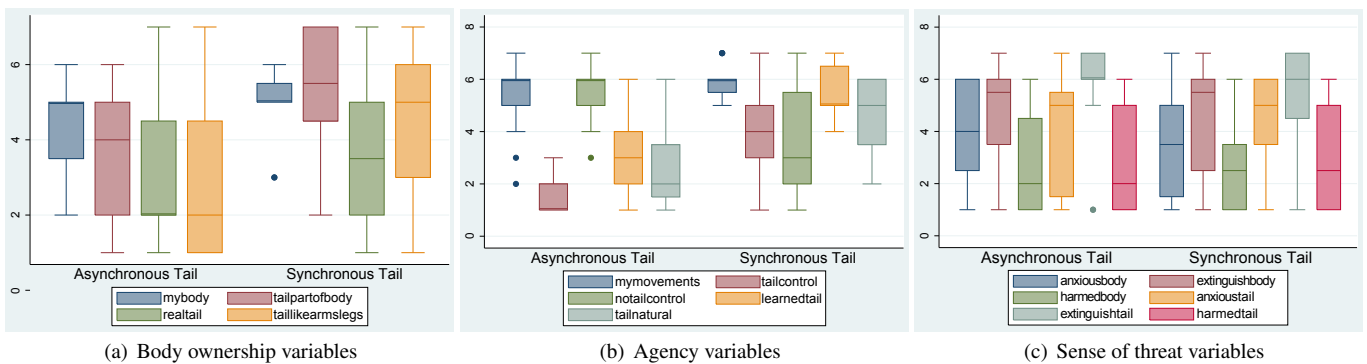 6
4
2
0
Asynchronous Tail Synchronous Tail
mybody tailpartofbody
realtail taillikearmslegs
(a) Body ownership variables
8
6
4
2
0
Asynchronous Tail Synchronous Tail
mymovements tailcontrol
notailcontrol learnedtail
tailnatural
(b) Agency variables
8
6
4
2
0
Asynchronous Tail Synchronous Tail
anxiousbody extinguishbody
harmedbody anxioustail
extinguishtail harmedtail
(c) Sense of threat variables